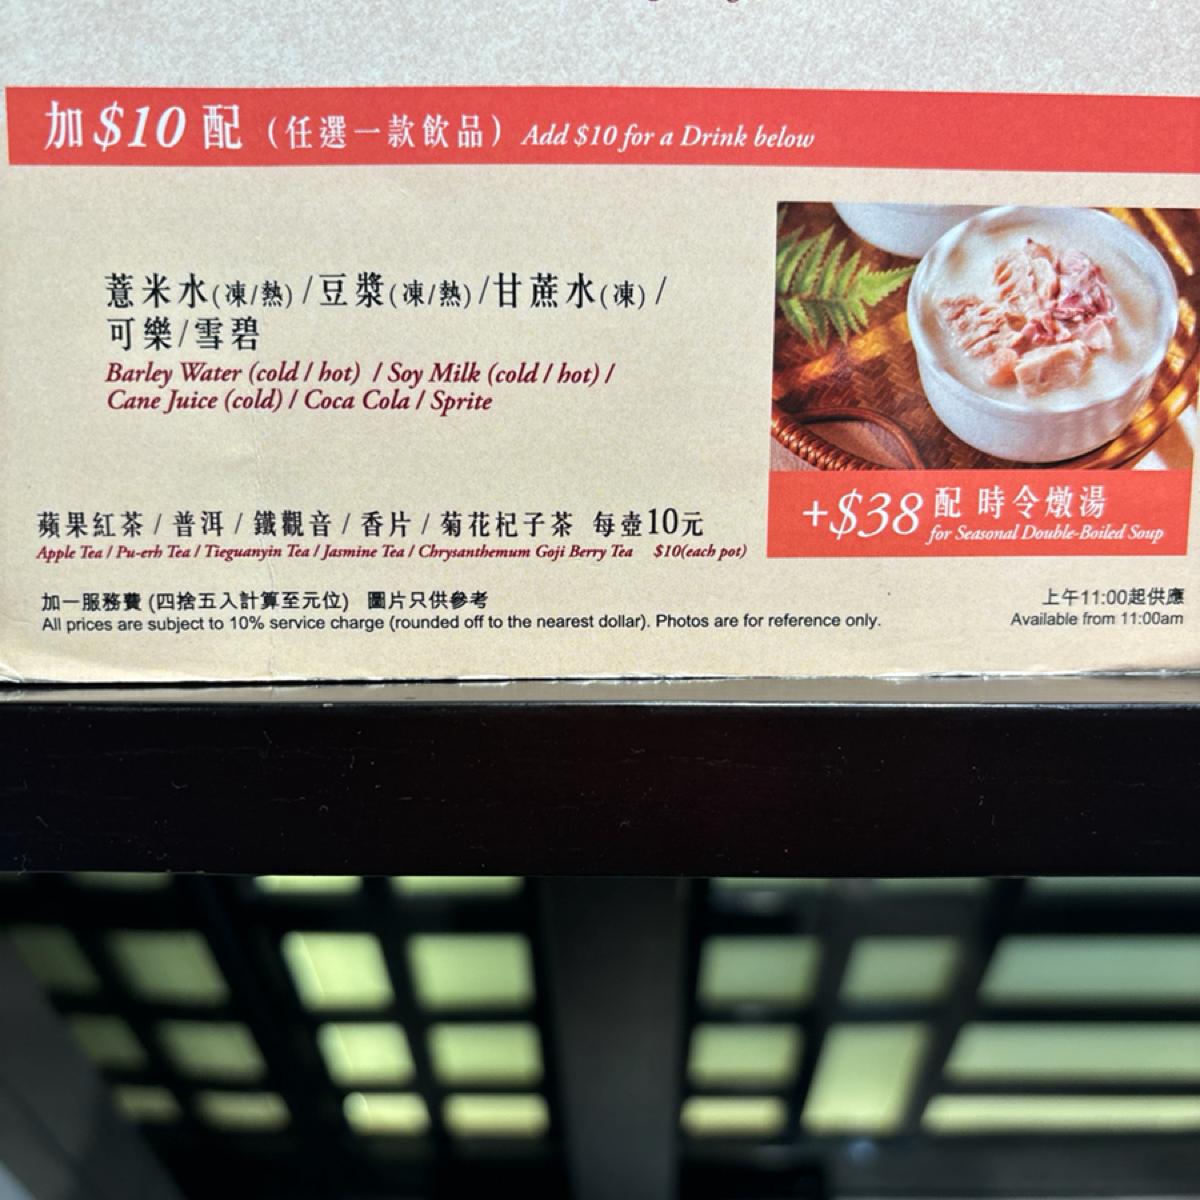 加$10配（任選一款飲品）Add $10 for a Drink below
薏米水(凍/熱) /豆漿(凍/熱) /甘蔗水(凍) /
可樂/雪碧
Barley Water (cold / hot) / Soy Milk (cold / hot) /
Cane Juice (cold) / Coca Cola / Sprite
+$38配 時令燉湯
for Seasonal Double-Boiled Soup
蘋果紅茶 / 普洱 / 鐵觀音 / 香片 / 菊花杞子茶 每壺10元
Apple Tea / Pu-erh Tea / Tieguanyin Tea / Jasmine Tea / Chrysanthemum Goji Berry Tea $10(each pot)
加一服務費 (四捨五入計算至元位) 圖片只供參考
All prices are subject to 10% service charge (rounded off to the nearest dollar). Photos are for reference only.
上午11:00起供應
Available from 11:00am